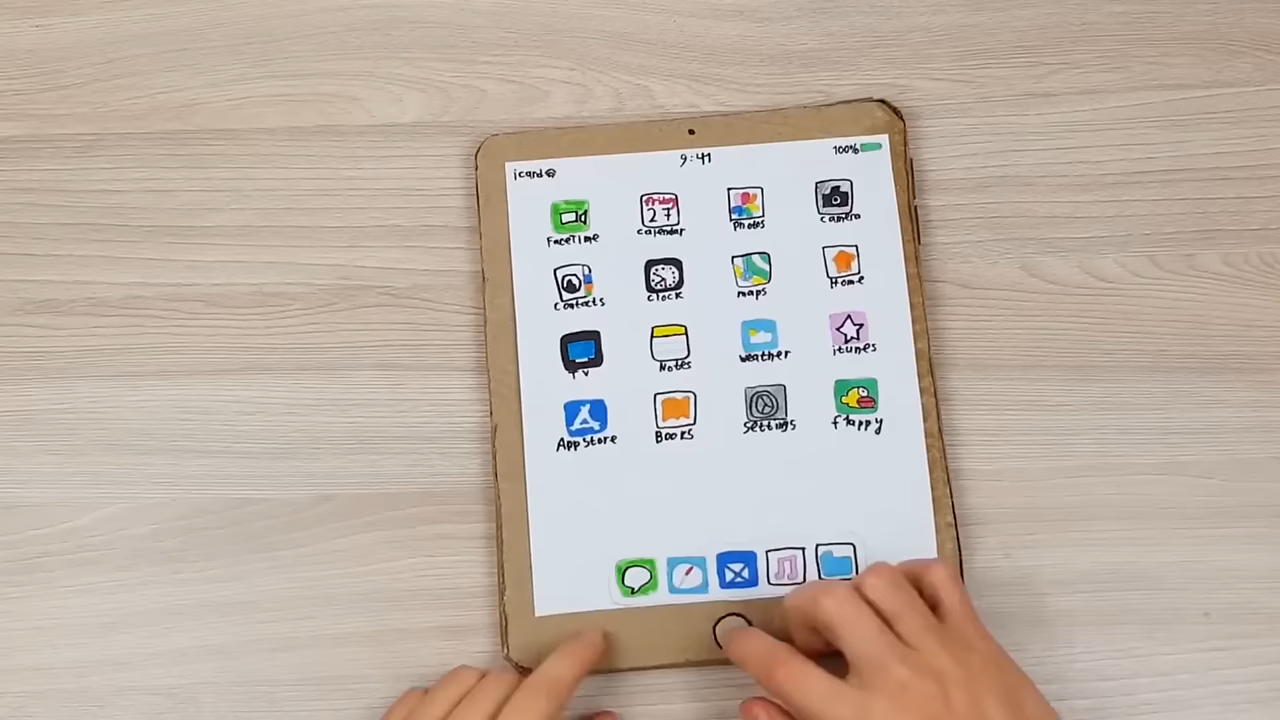 icard
9:41
100%
FaceTime
Friday
27
calendar
Photos
camera
contacts
clock
maps
Home
TV
Notes
weather
itunes
App Store
Books
settings
flappy